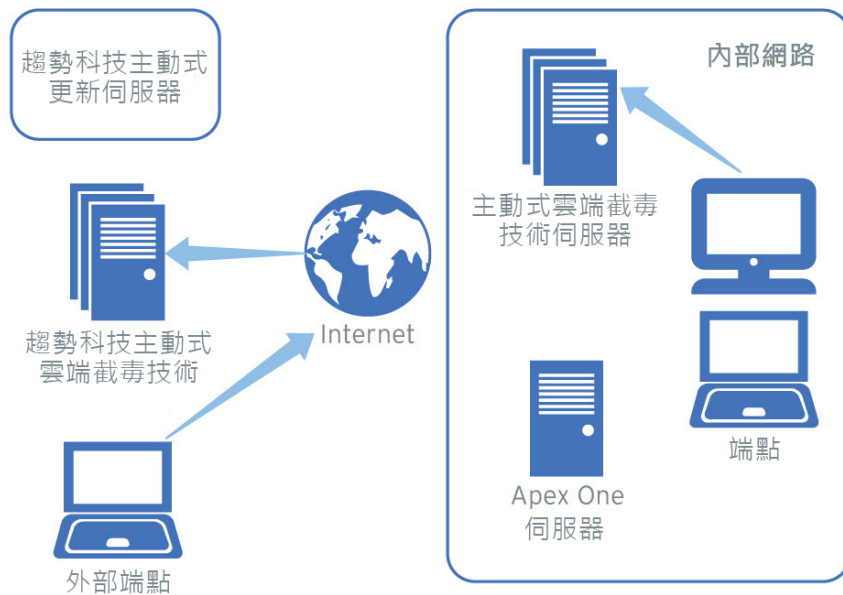 趨勢科技主動式
更新伺服器
內部網路
主動式雲端截毒
技術伺服器
Internet
趨勢科技主動式
雲端截毒技術
端點
Apex One
伺服器
外部端點